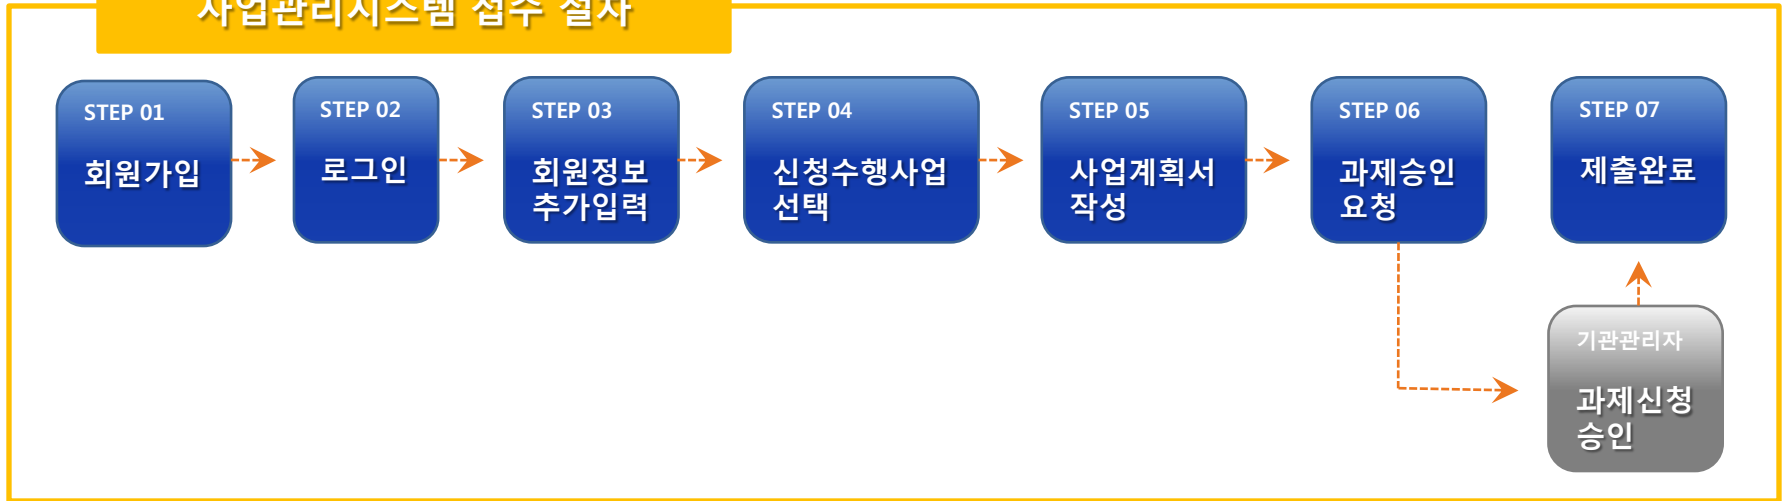 사업관리시스템 접수 절차
STEP 01
회원가입
STEP 02
로그인
STEP 03
회원정보
추가입력
STEP 04
신청수행사업
선택
STEP 05
사업계획서
작성
STEP 06
과제승인
요청
STEP 07
제출완료
기관관리자
과제신청
승인